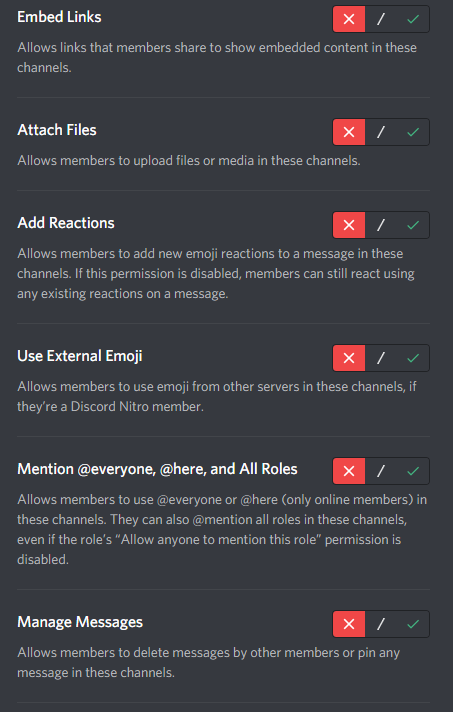 Embed Links
Allows links that members share to show embedded content in these
channels.
Attach Files
Allows members to upload files or media in these channels.
Add Reactions
Allows members to add new emoji reactions to a message in these
channels. If this permission is disabled, members can still react using
any existing reactions on a message.
Use External Emoji
Allows members to use emoji from other servers in these channels, if
they’re a Discord Nitro member.
Mention @everyone, @here, and All Roles
Allows members to use @everyone or @here (only online members) in
these channels. They can also @mention all roles in these channels,
even if the role’s “Allow anyone to mention this role” permission is
disabled.
Manage Messages
Allows members to delete messages by other members or pin any
message in these channels.